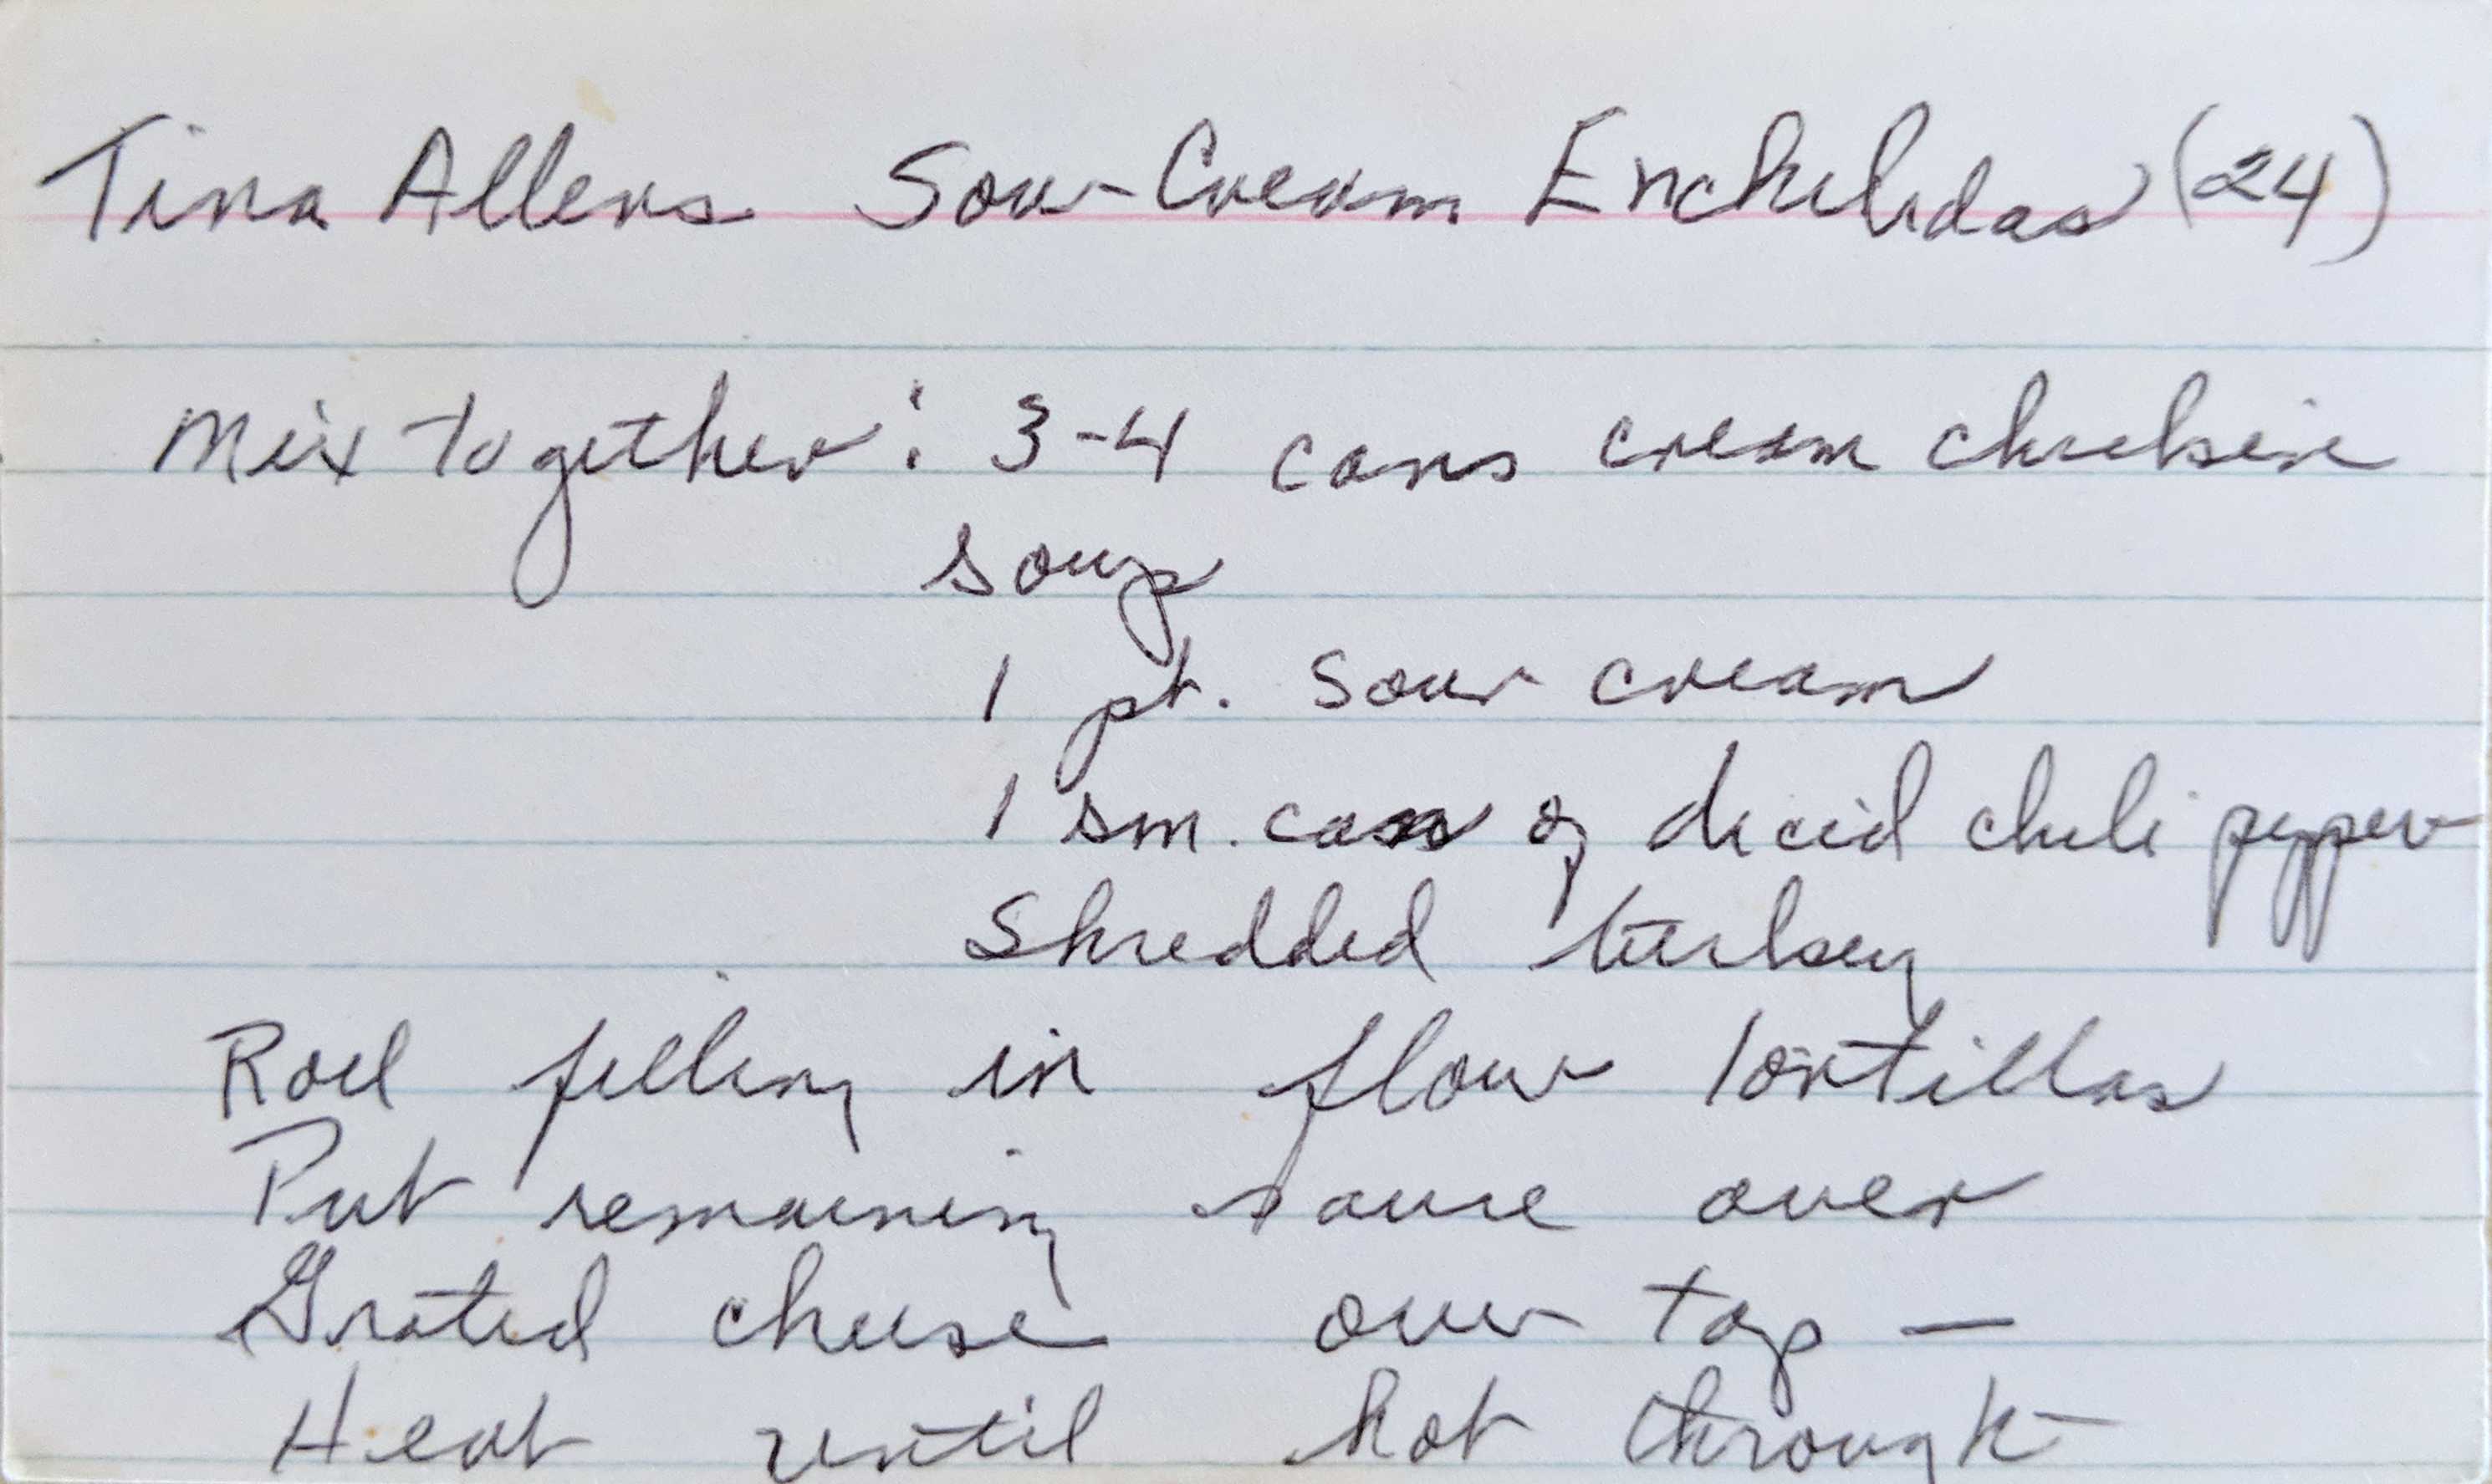 Tina Allens Sour Cream Enchiladas (24)
Mix together: 3-4 cans cream chicken
soup
1 pt. sour cream
1 sm. can of diced chili pepper
Shredded turkey
Roll filling in flour tortillas
Put remaining sauce over
Grated cheese over top —
Heat until hot through